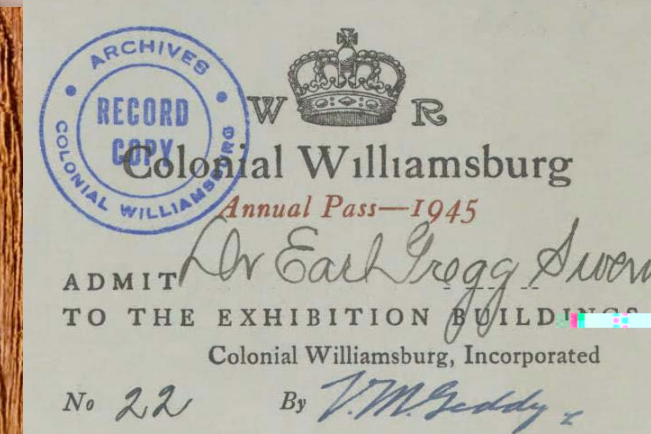 ARCHIVES
RECORD
COPY
COLONIAL WILLIAMSBURG
W R
Colonial Williamsburg
Annual Pass—1945
ADMIT Dr Earl Gregg Swem
TO THE EXHIBITION BUILDINGS
Colonial Williamsburg, Incorporated
No 22 By V. M. Geddy